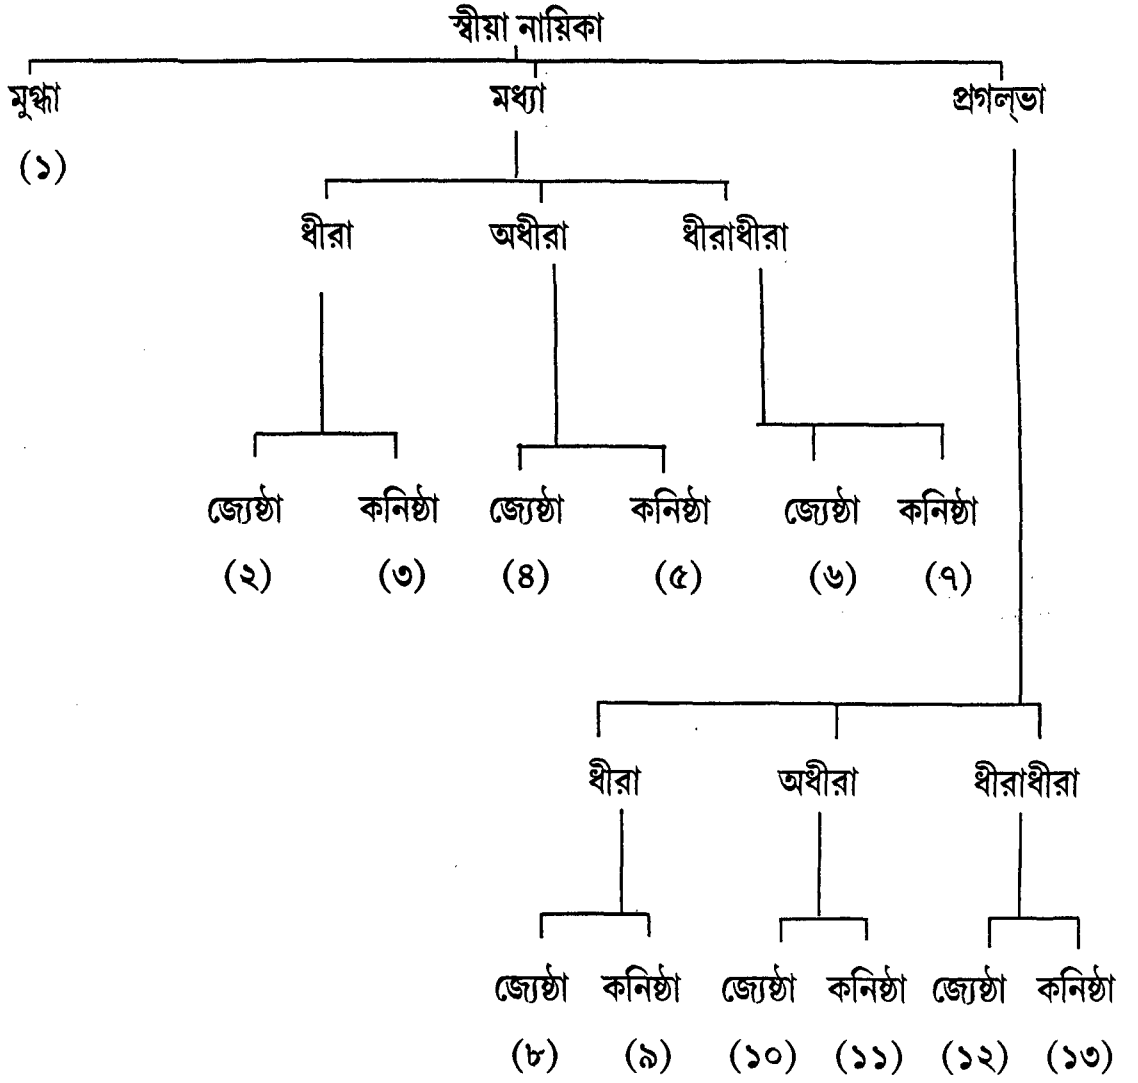 স্বীয়া নায়িকা
মুগ্ধা মধ্যা প্রগল্‌ভা
(১)
ধীরা অধীরা ধীরাধীরা
জ্যেষ্ঠা কনিষ্ঠা জ্যেষ্ঠা কনিষ্ঠা জ্যেষ্ঠা কনিষ্ঠা
(২) (৩) (৪) (৫) (৬) (৭)
ধীরা অধীরা ধীরাধীরা
জ্যেষ্ঠা কনিষ্ঠা জ্যেষ্ঠা কনিষ্ঠা জ্যেষ্ঠা কনিষ্ঠা
(৮) (৯) (১০) (১১) (১২) (১৩)